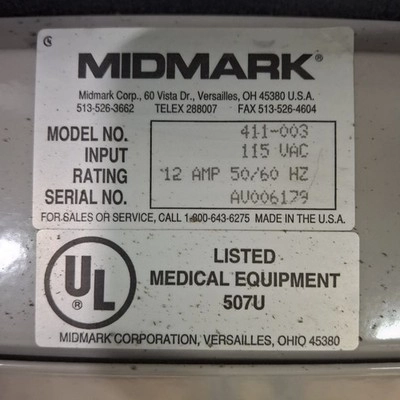 MIDMARK®
Midmark Corp., 60 Vista Dr., Versailles, OH 45380 U.S.A.
513-526-3662 TELEX 288007 FAX 513-526-4604
MODEL NO. 411-003
INPUT 115 VAC
RATING 12 AMP 50/60 HZ
SERIAL NO. AV006179
FOR SALES OR SERVICE, CALL 1-800-643-6275 MADE IN THE U.S.A.
UL®
LISTED
MEDICAL EQUIPMENT
507U
MIDMARK CORPORATION, VERSAILLES, OHIO 45380